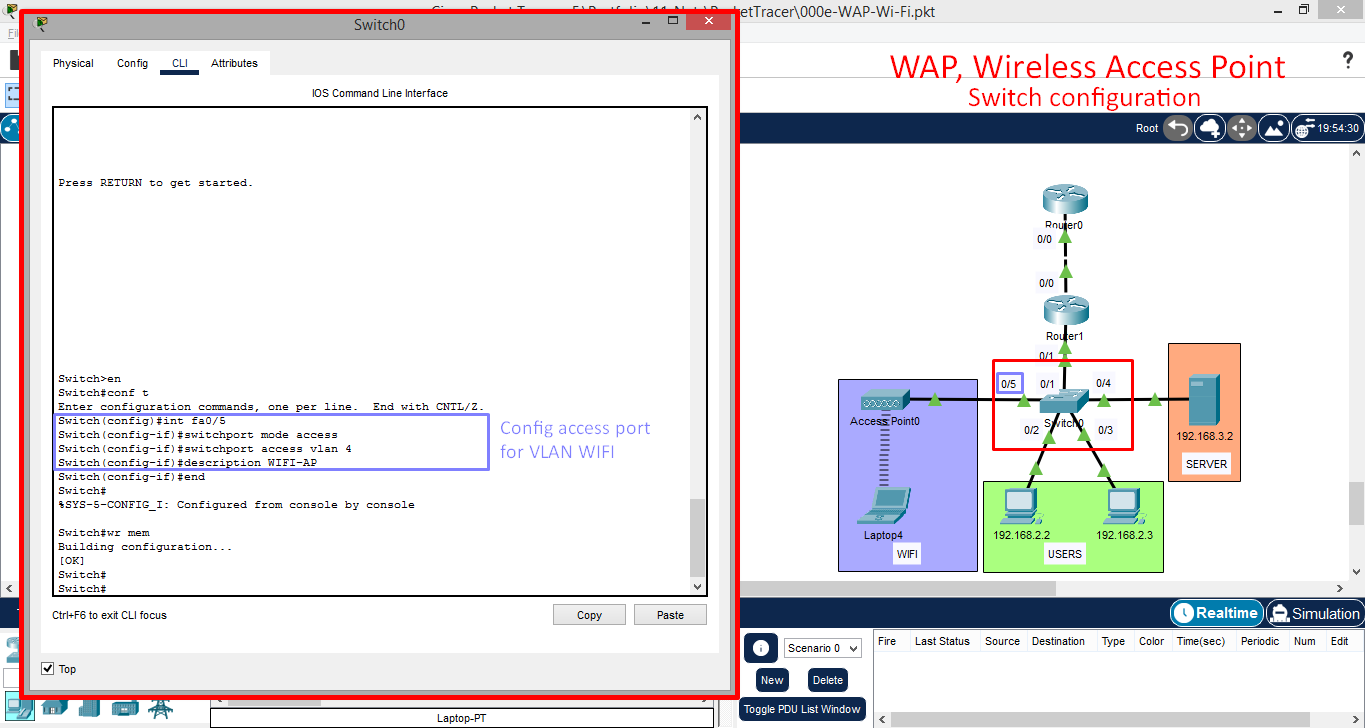 PacketTracer\000e-WAP-Wi-Fi.pkt
Switch0
Physical Config CLI Attributes
IOS Command Line Interface
Press RETURN to get started.
Switch>en
Switch#conf t
Enter configuration commands, one per line.  End with CNTL/Z.
Switch(config)#int fa0/5
Switch(config-if)#switchport mode access
Switch(config-if)#switchport access vlan 4
Switch(config-if)#description WIFI-AP
Switch(config-if)#end
Switch#
%SYS-5-CONFIG_I: Configured from console by console
Switch#wr mem
Building configuration...
[OK]
Switch#
Switch#
Config access port
for VLAN WIFI
Ctrl+F6 to exit CLI focus
Copy Paste
Top
WAP, Wireless Access Point
Switch configuration
?
Root 19:54:30
Router0
0/0
0/0
Router1
0/1
0/5 0/1 0/4
Access Point0
Switch0
0/2 0/3
192.168.3.2
SERVER
Laptop4
WIFI
192.168.2.2 192.168.2.3
USERS
Realtime Simulation
Scenario 0
New Delete
Toggle PDU List Window
Fire Last Status Source Destination Type Color Time(sec) Periodic Num Edit
Laptop-PT